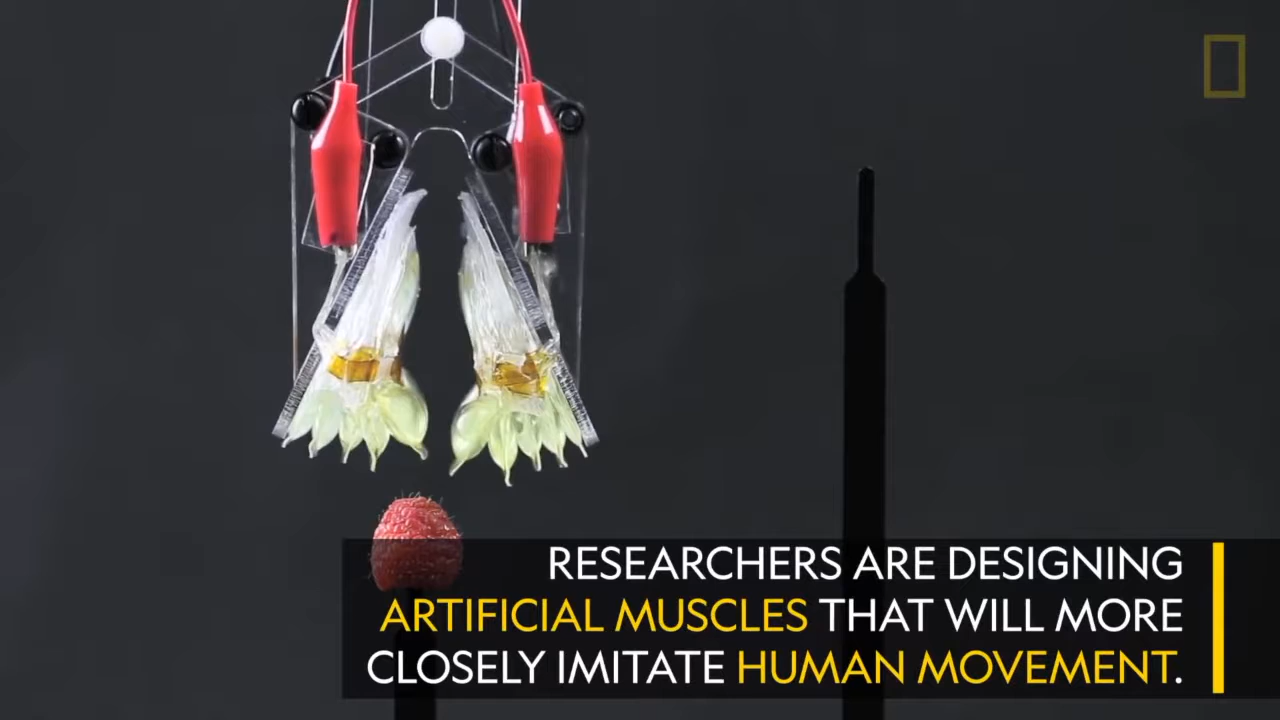 RESEARCHERS ARE DESIGNING
ARTIFICIAL MUSCLES THAT WILL MORE
CLOSELY IMITATE HUMAN MOVEMENT.